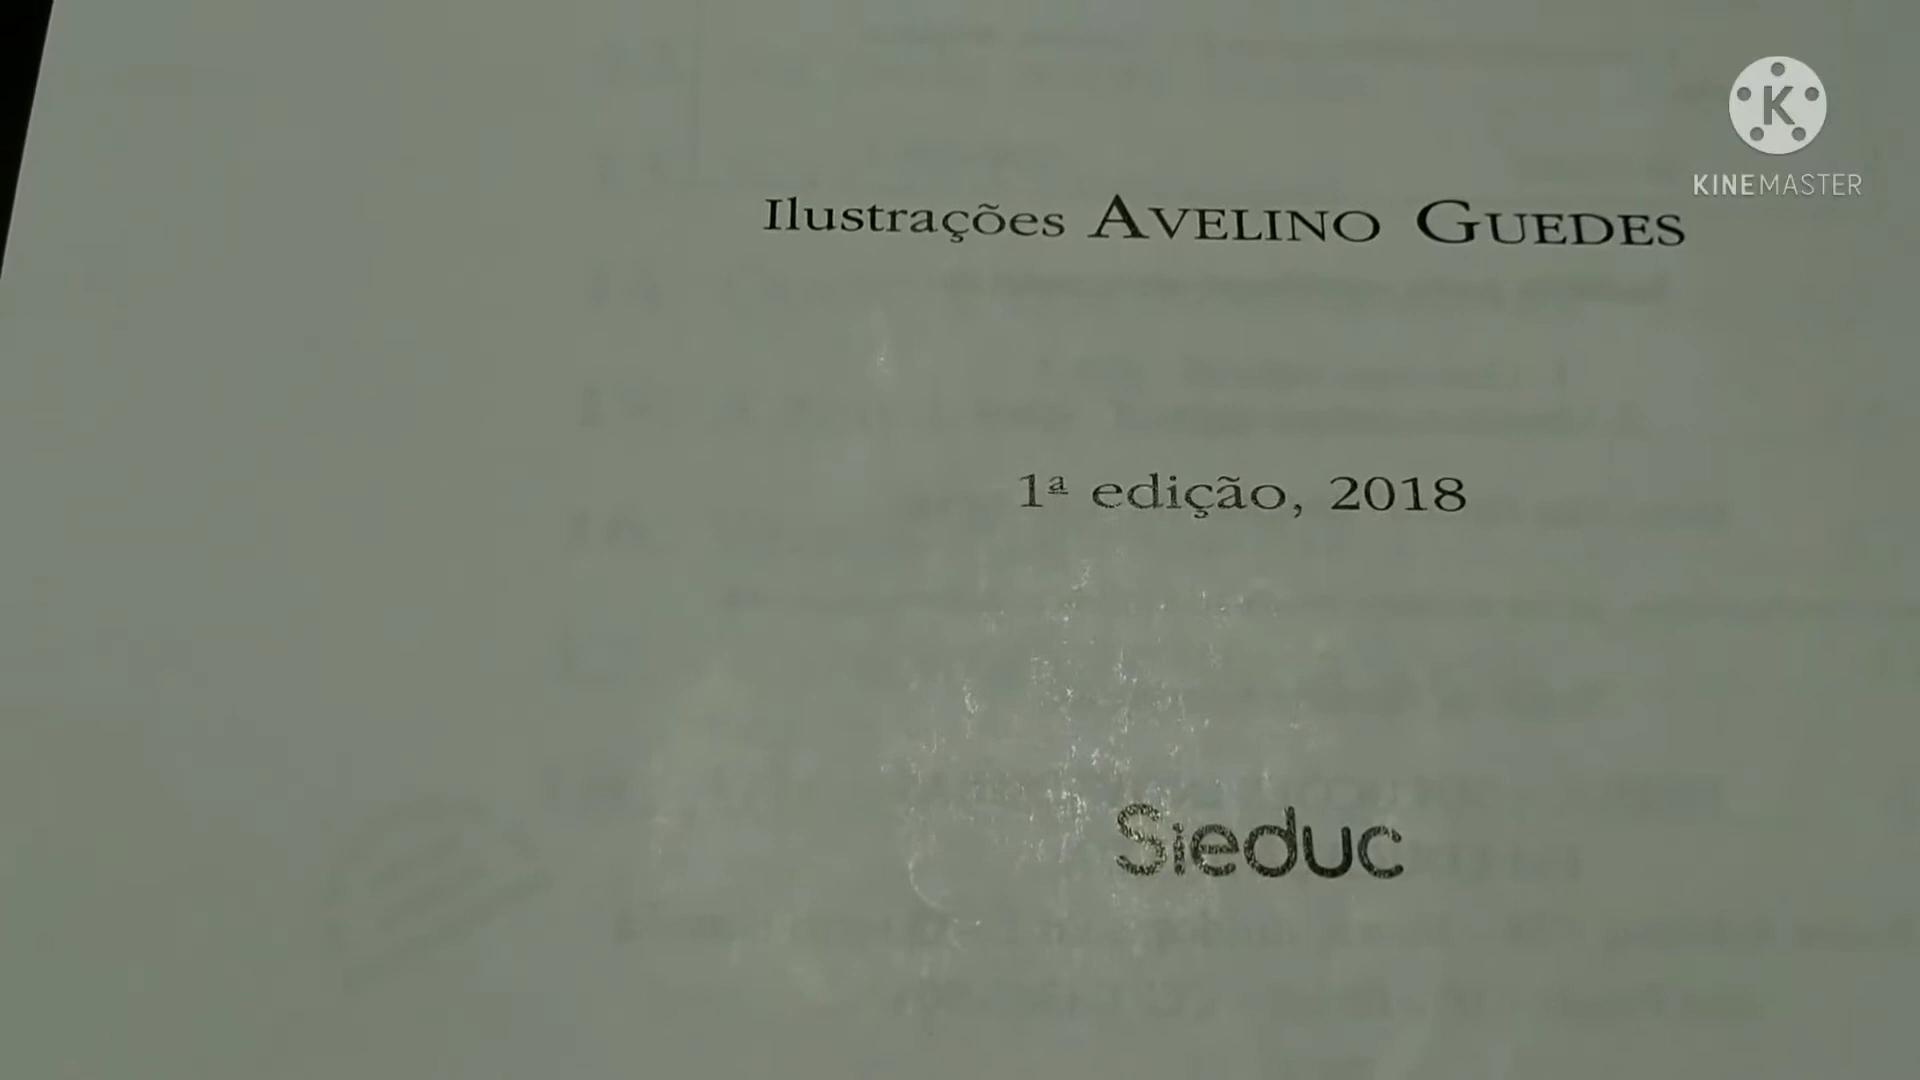 K
KINEMASTER
Ilustrações AVELINO GUEDES
1ª edição, 2018
Sieduc